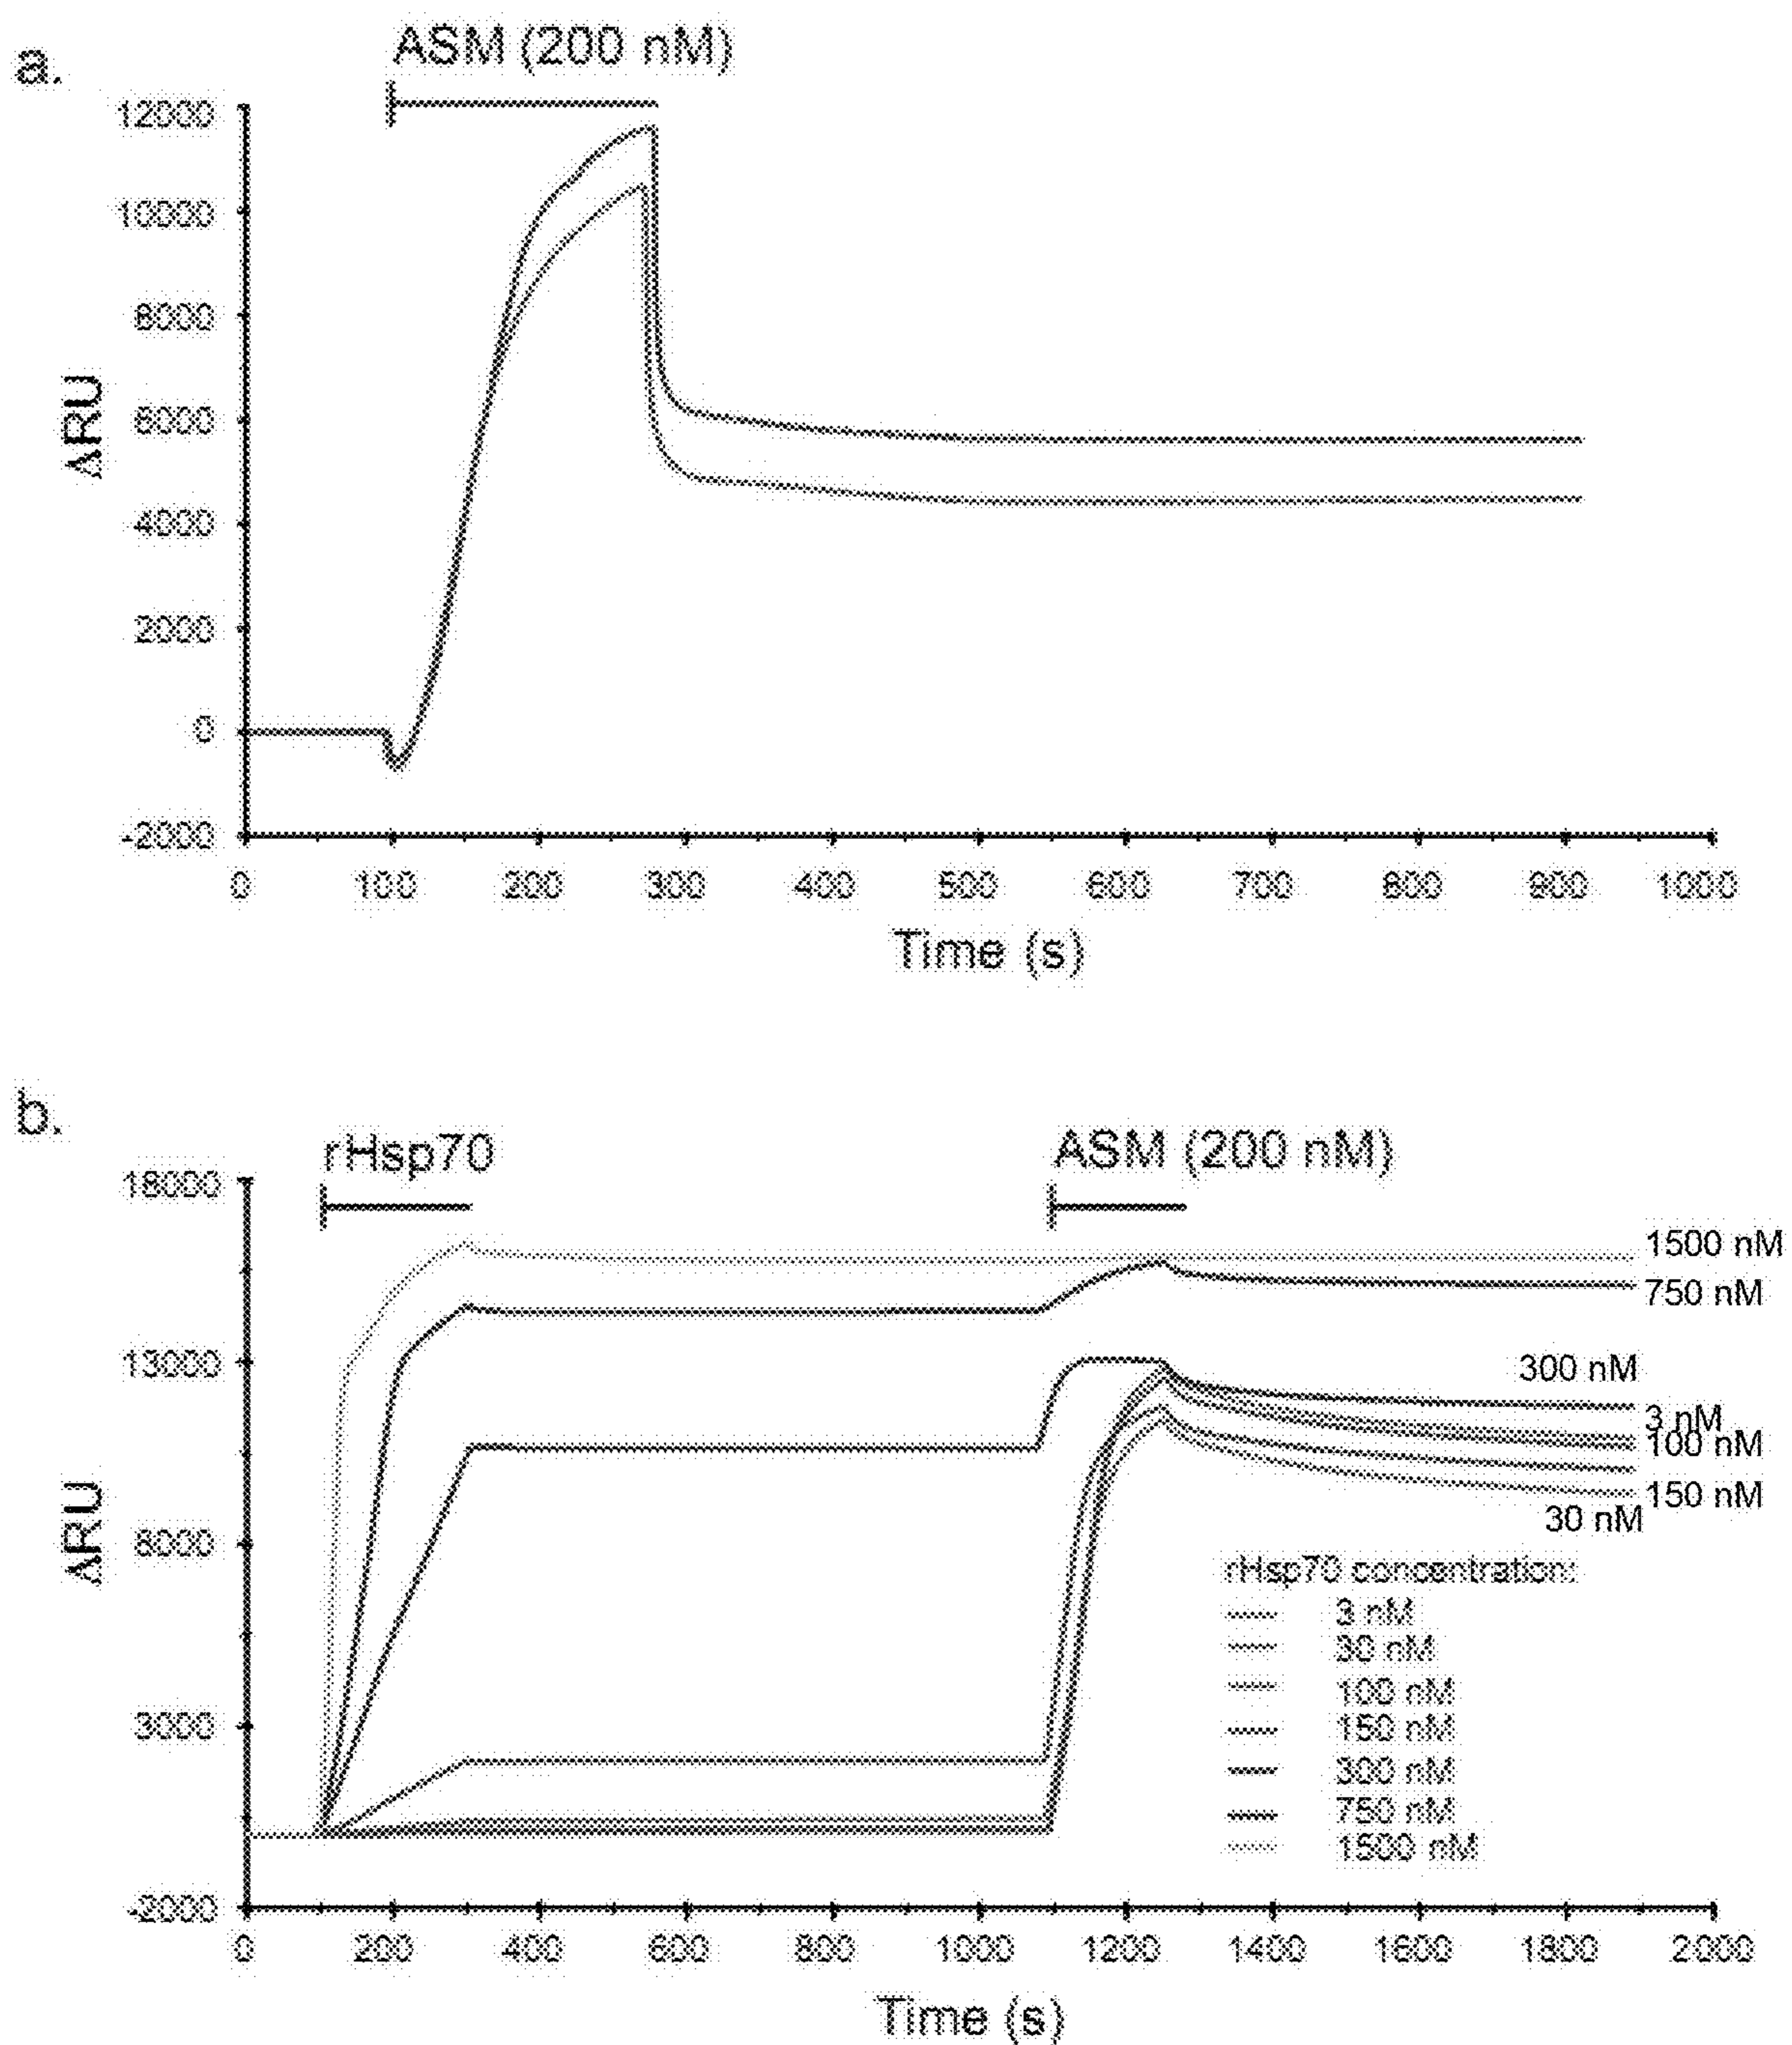 a.
ASM (200 nM)
12000
10000
8000
6000
4000
2000
0
-2000
ΔRU
0 100 200 300 400 500 600 700 800 900 1000
Time (s)
b.
rHsp70
ASM (200 nM)
18000
13000
8000
3000
-2000
ΔRU
1500 nM
750 nM
300 nM
3 nM
100 nM
150 nM
30 nM
rHsp70 concentration:
3 nM
30 nM
100 nM
150 nM
300 nM
750 nM
1500 nM
0 200 400 600 800 1000 1200 1400 1600 1800 2000
Time (s)